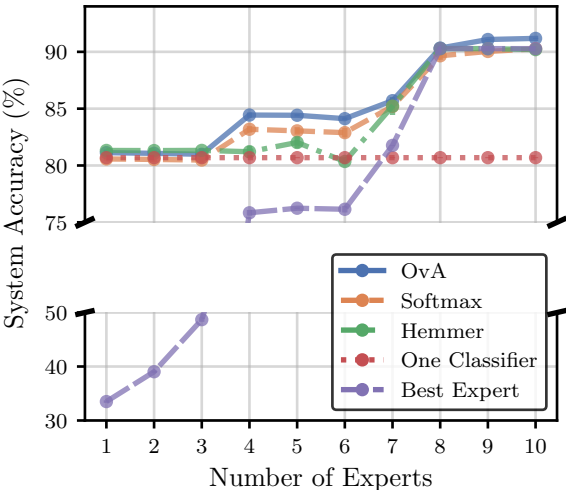 System Accuracy (%)
90
85
80
75
50
40
30
OvA
Softmax
Hemmer
One Classifier
Best Expert
1 2 3 4 5 6 7 8 9 10
Number of Experts